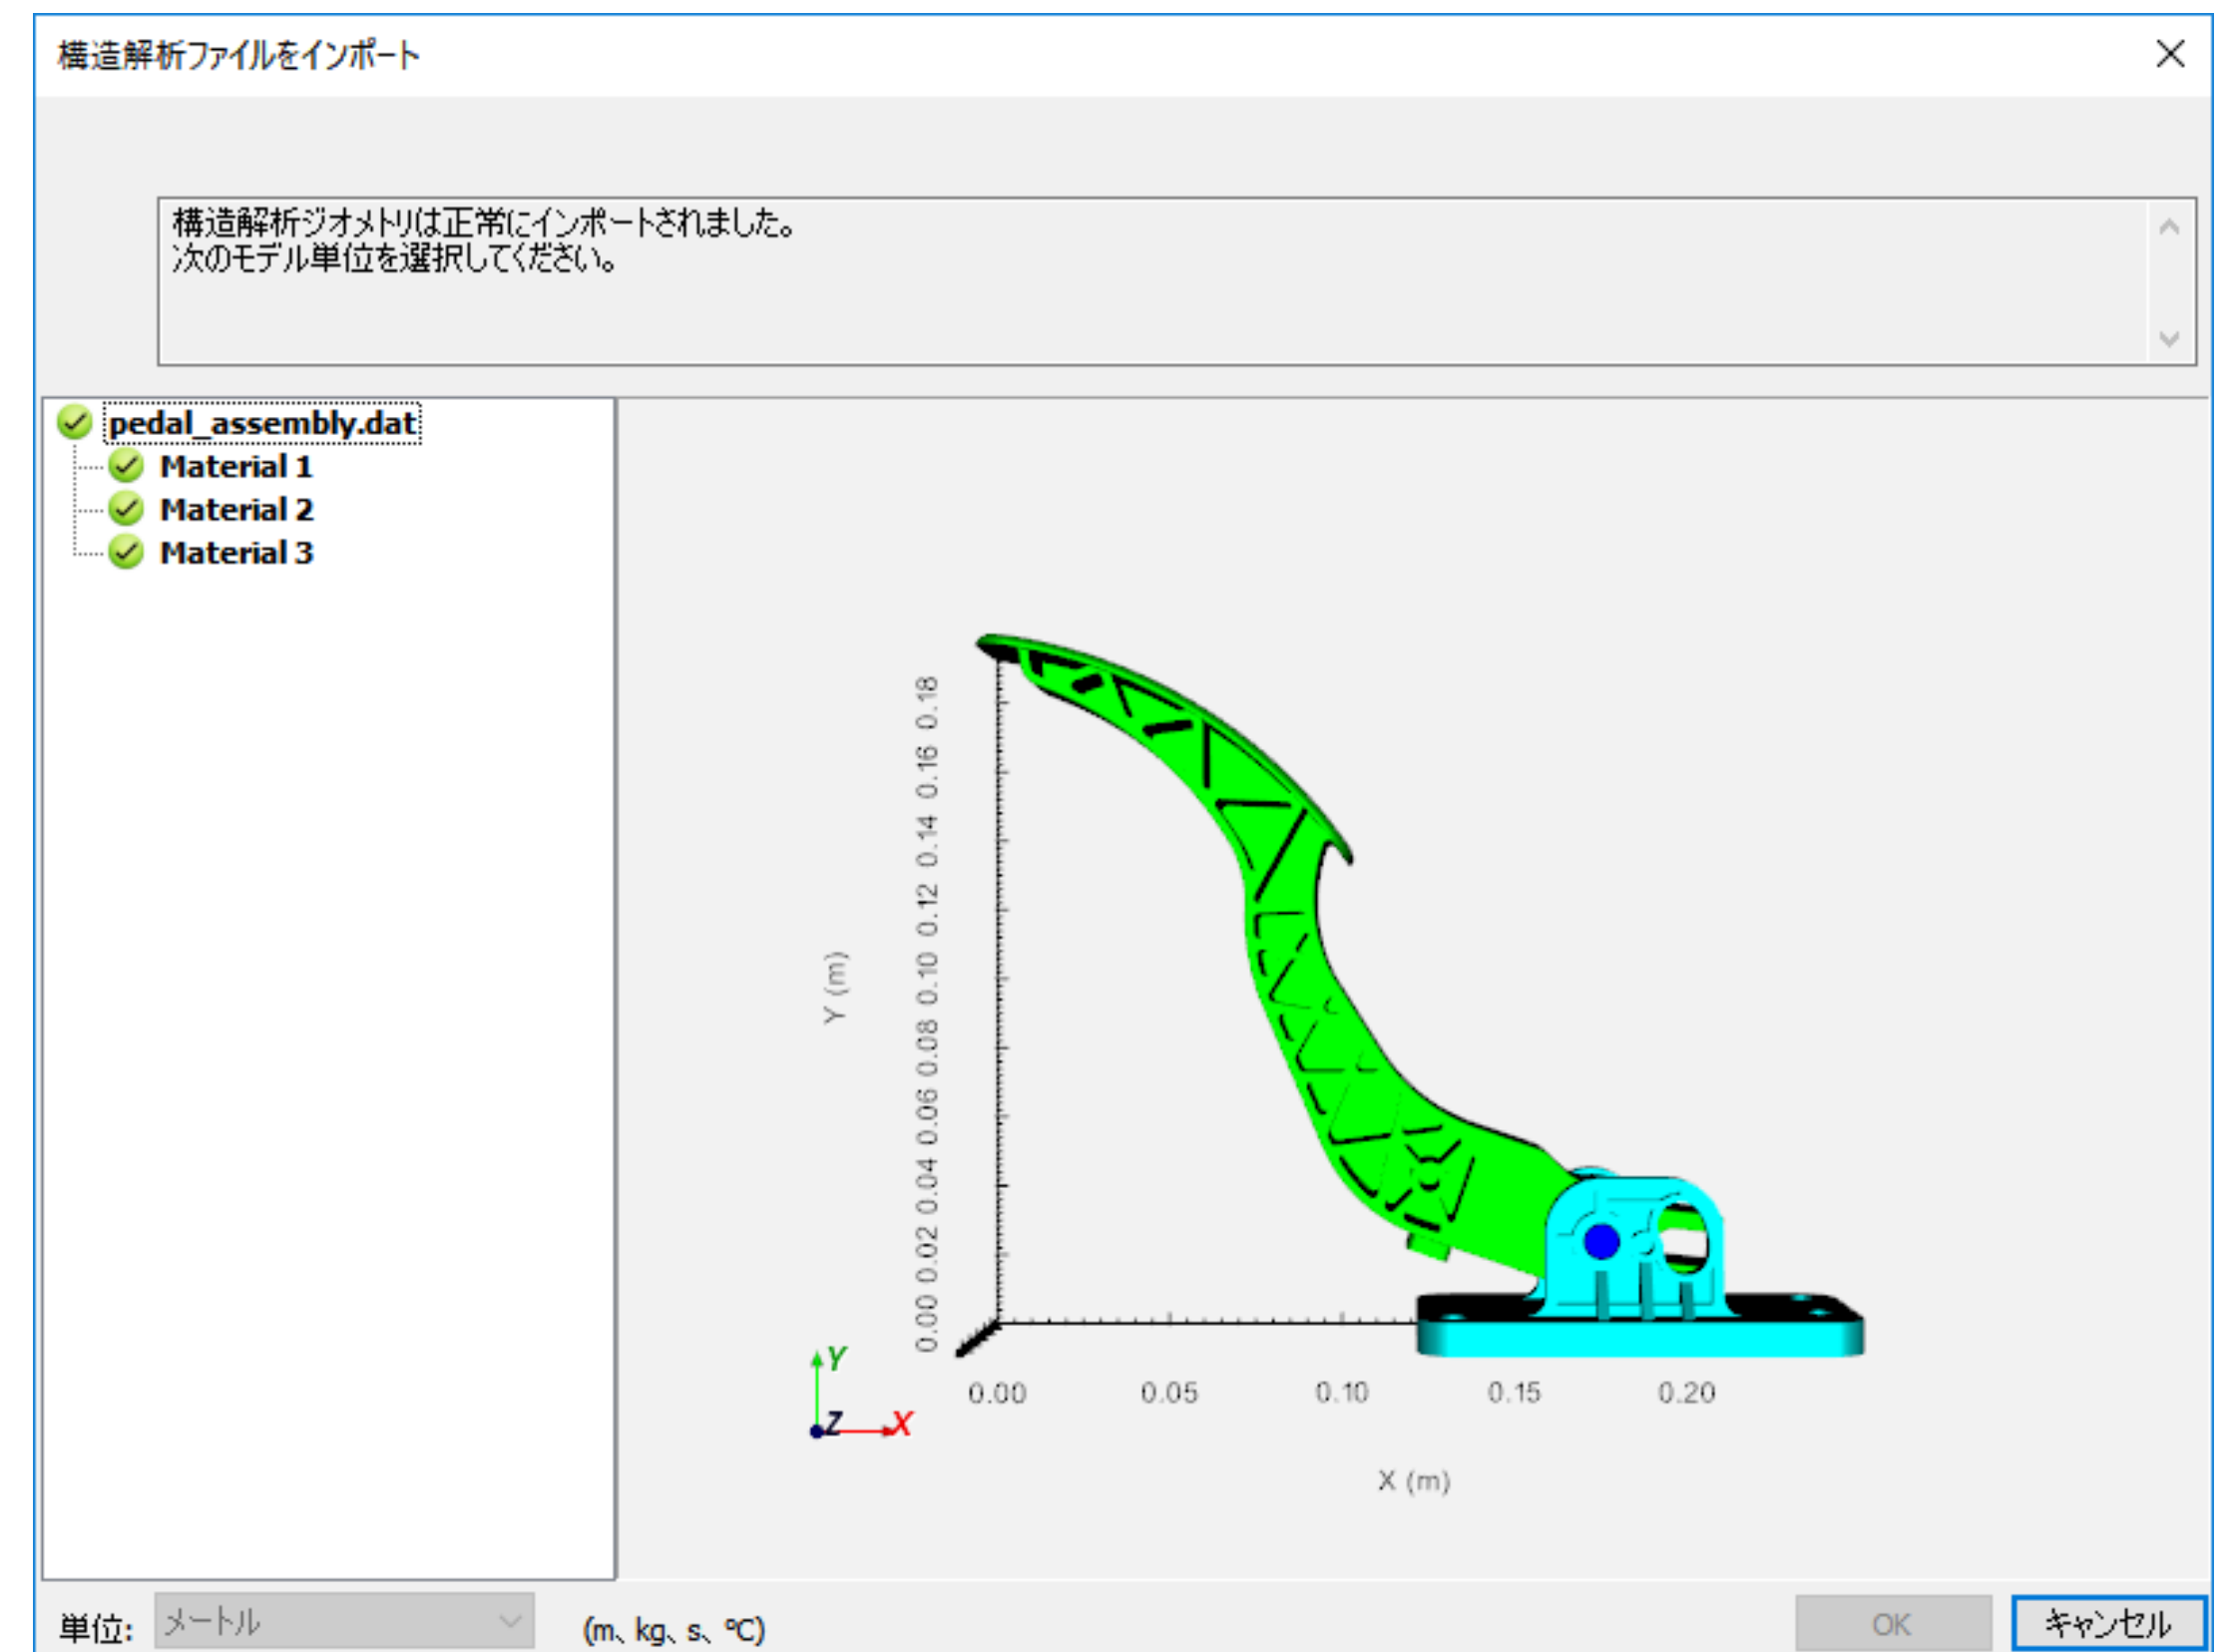 構造解析ファイルをインポート
構造解析ジオメトリは正常にインポートされました。
次のモデル単位を選択してください。
pedal_assembly.dat
Material 1
Material 2
Material 3
0.18
0.16
0.14
0.12
0.10
0.08
0.06
0.04
0.02
0.00
Y (m)
0.00 0.05 0.10 0.15 0.20
X (m)
Y
Z X
単位: メートル (m、kg、s、℃) OK キャンセル